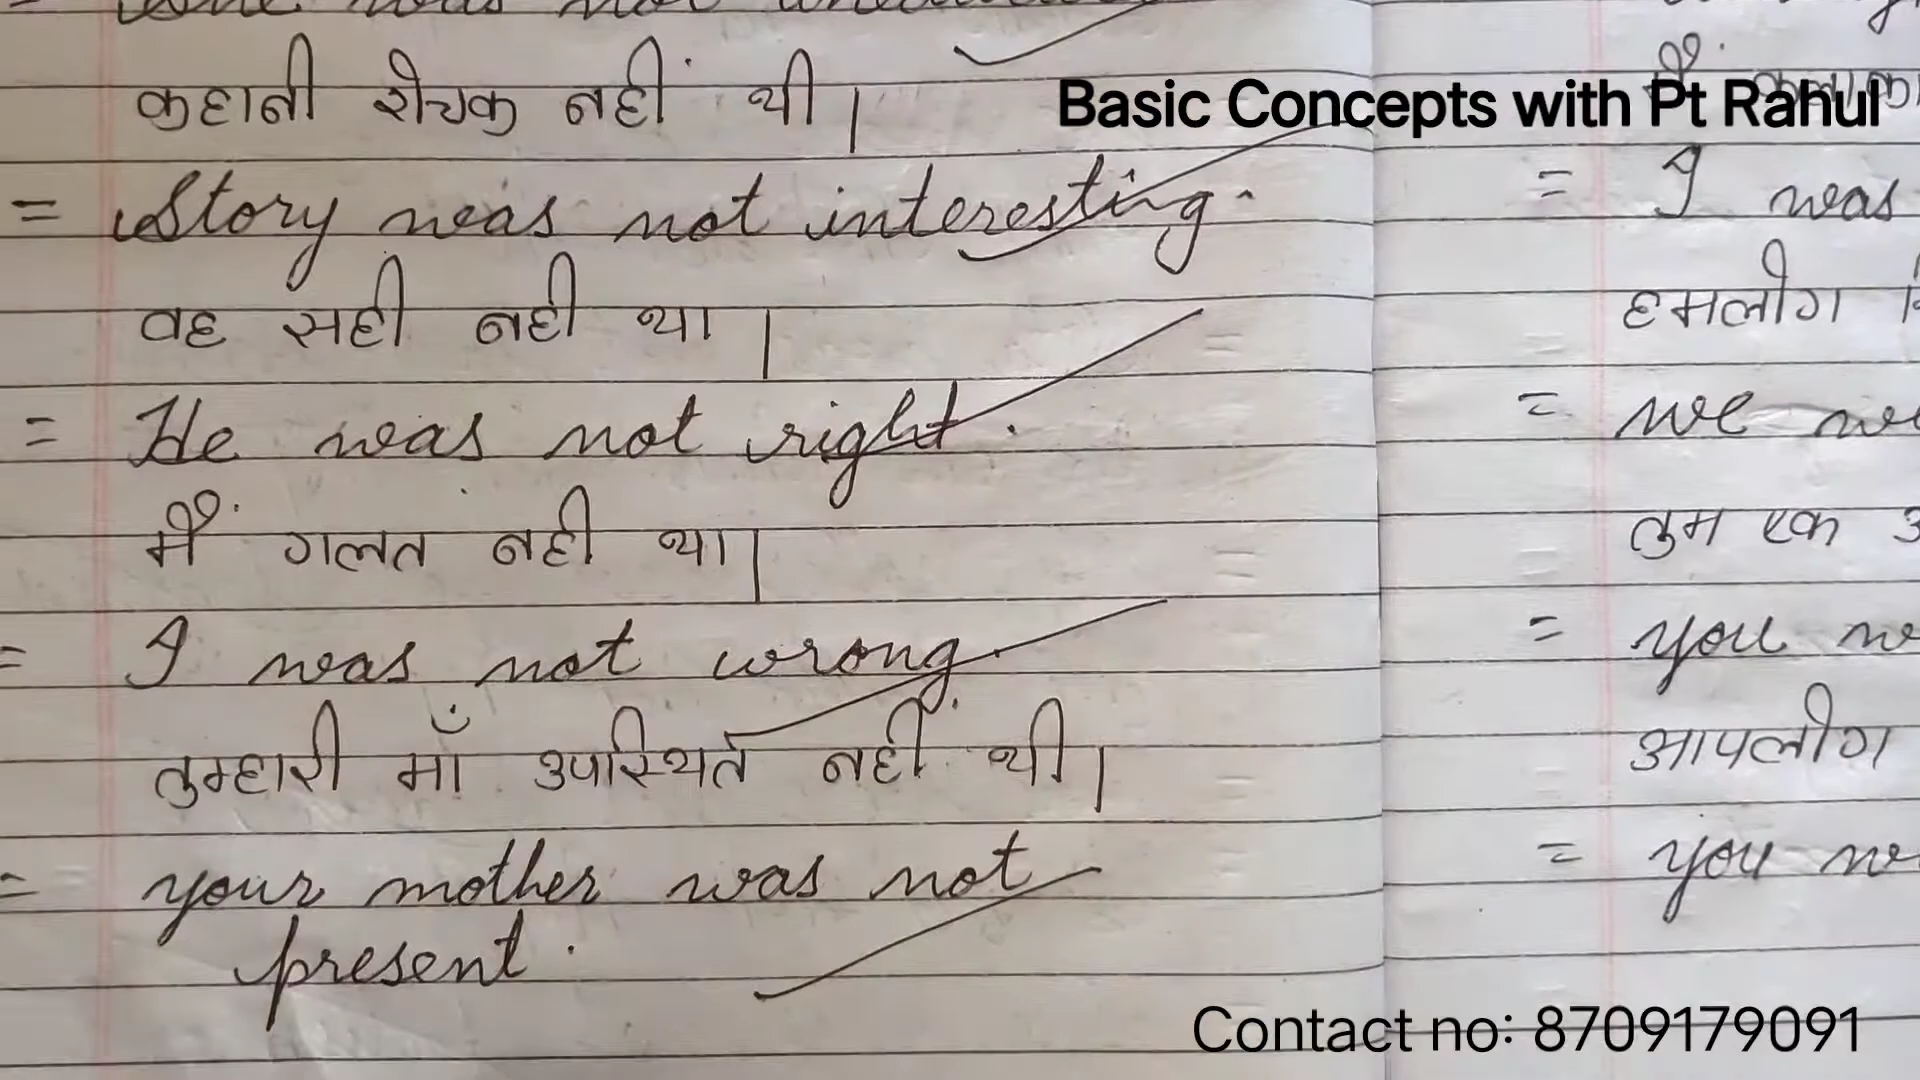 कहानी रोचक नहीं थी।
Basic Concepts with Pt Rahul
= Story was not interesting.
वह सही नही था।
= He was not right.
मैं गलत नही था।
= I was not wrong.
तुम्हारी माँ उपस्थित नहीं थी।
= your mother was not
present.
मैं
= I was
हमलोग
= we
तुम एक
= you
आपलोग
= you
Contact no: 8709179091